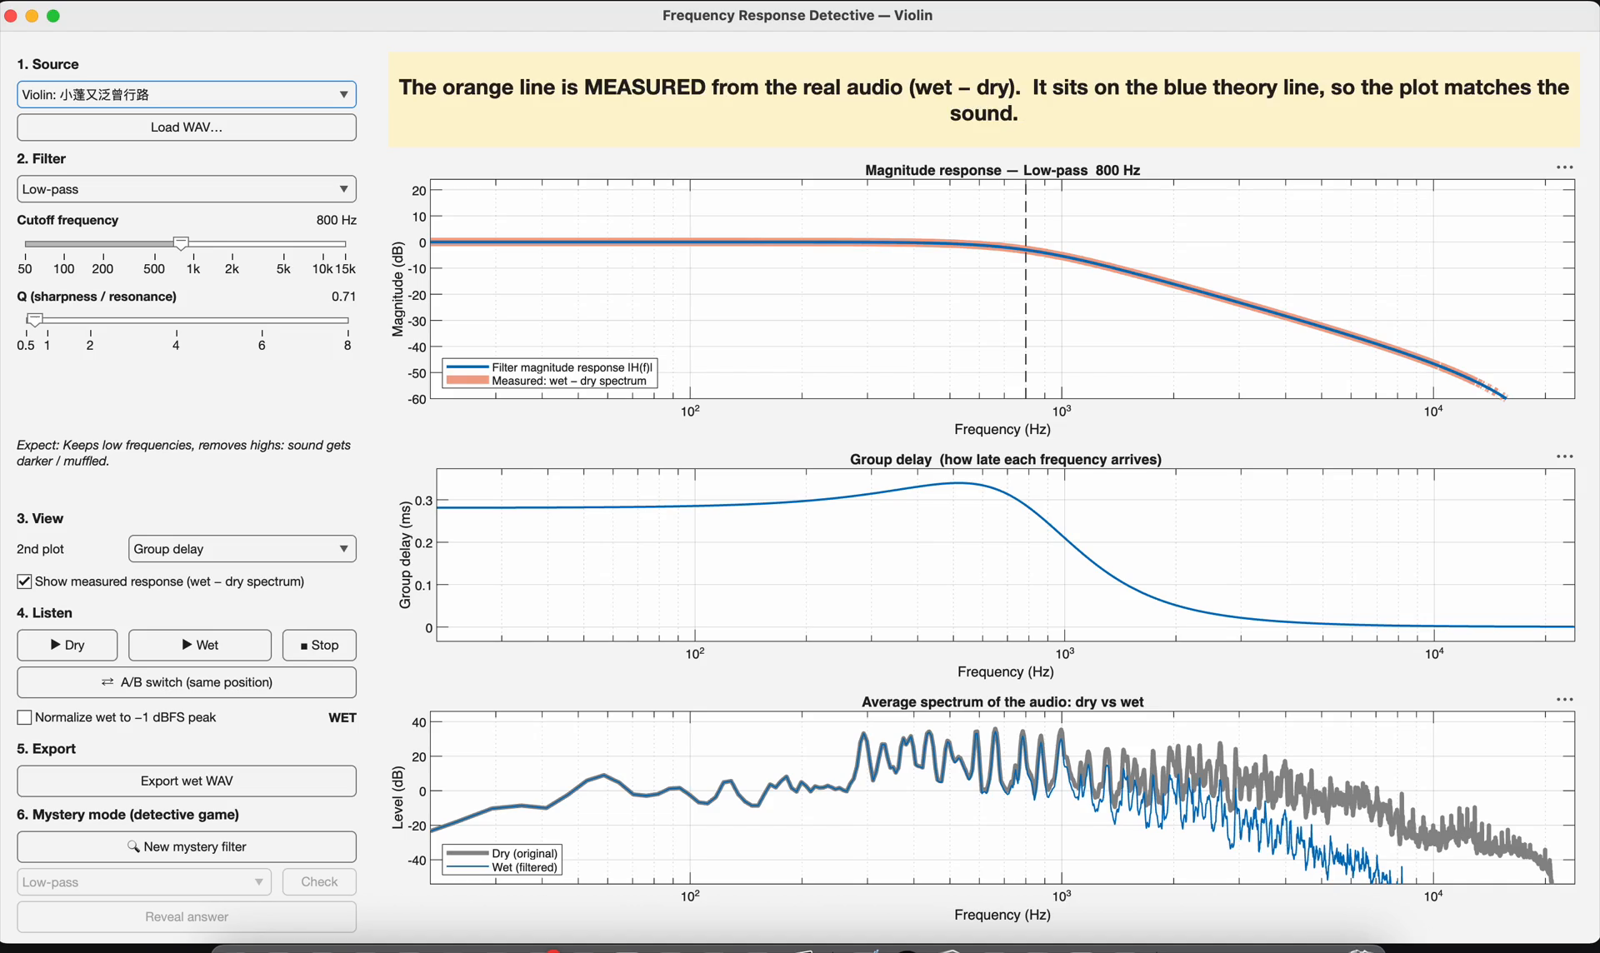 Frequency Response Detective — Violin
1. Source
Violin: 小蓬又泛曾行路
Load WAV…
2. Filter
Low-pass
Cutoff frequency 800 Hz
50 100 200 500 1k 2k 5k 10k 15k
Q (sharpness / resonance) 0.71
0.5 1 2 4 6 8
Expect: Keeps low frequencies, removes highs: sound gets
darker / muffled.
3. View
2nd plot Group delay
Show measured response (wet – dry spectrum)
4. Listen
Dry Wet Stop
A/B switch (same position)
Normalize wet to −1 dBFS peak WET
5. Export
Export wet WAV
6. Mystery mode (detective game)
New mystery filter
Low-pass Check
Reveal answer
The orange line is MEASURED from the real audio (wet – dry). It sits on the blue theory line, so the plot matches the
sound.
Magnitude response — Low-pass 800 Hz
Magnitude (dB)
20
10
0
-10
-20
-30
-40
-50
-60
Filter magnitude response |H(f)|
Measured: wet – dry spectrum
10² 10³ 10⁴
Frequency (Hz)
Group delay (how late each frequency arrives)
Group delay (ms)
0.3
0.2
0.1
0
10² 10³ 10⁴
Frequency (Hz)
Average spectrum of the audio: dry vs wet
Level (dB)
40
20
0
-20
-40
Dry (original)
Wet (filtered)
10² 10³ 10⁴
Frequency (Hz)